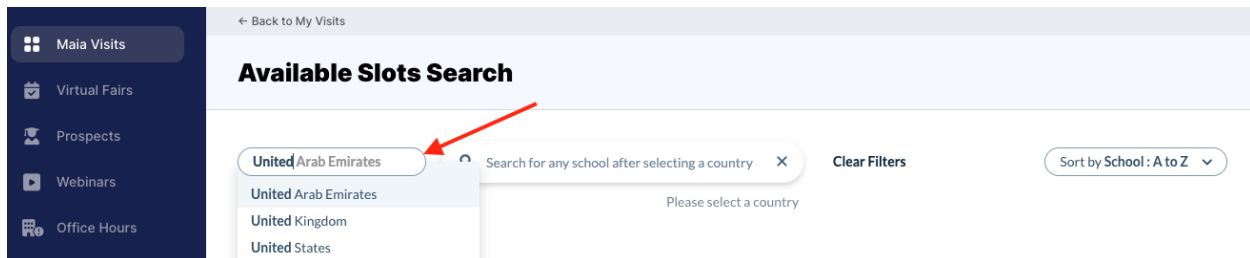 ← Back to My Visits
Maia Visits
Available Slots Search
Virtual Fairs
Prospects
United Arab Emirates
Search for any school after selecting a country ✕
Clear Filters
Sort by School : A to Z
Webinars
United Arab Emirates
Please select a country
United Kingdom
Office Hours
United States